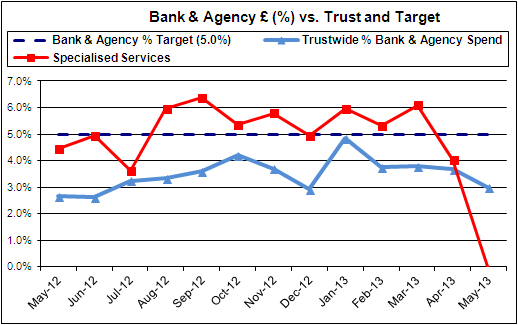 Bank & Agency £ (%) vs. Trust and Target
Bank & Agency % Target (5.0%)
Trustwide % Bank & Agency Spend
Specialised Services
7.0%
6.0%
5.0%
4.0%
3.0%
2.0%
1.0%
0.0%
May-12
Jun-12
Jul-12
Aug-12
Sep-12
Oct-12
Nov-12
Dec-12
Jan-13
Feb-13
Mar-13
Apr-13
May-13